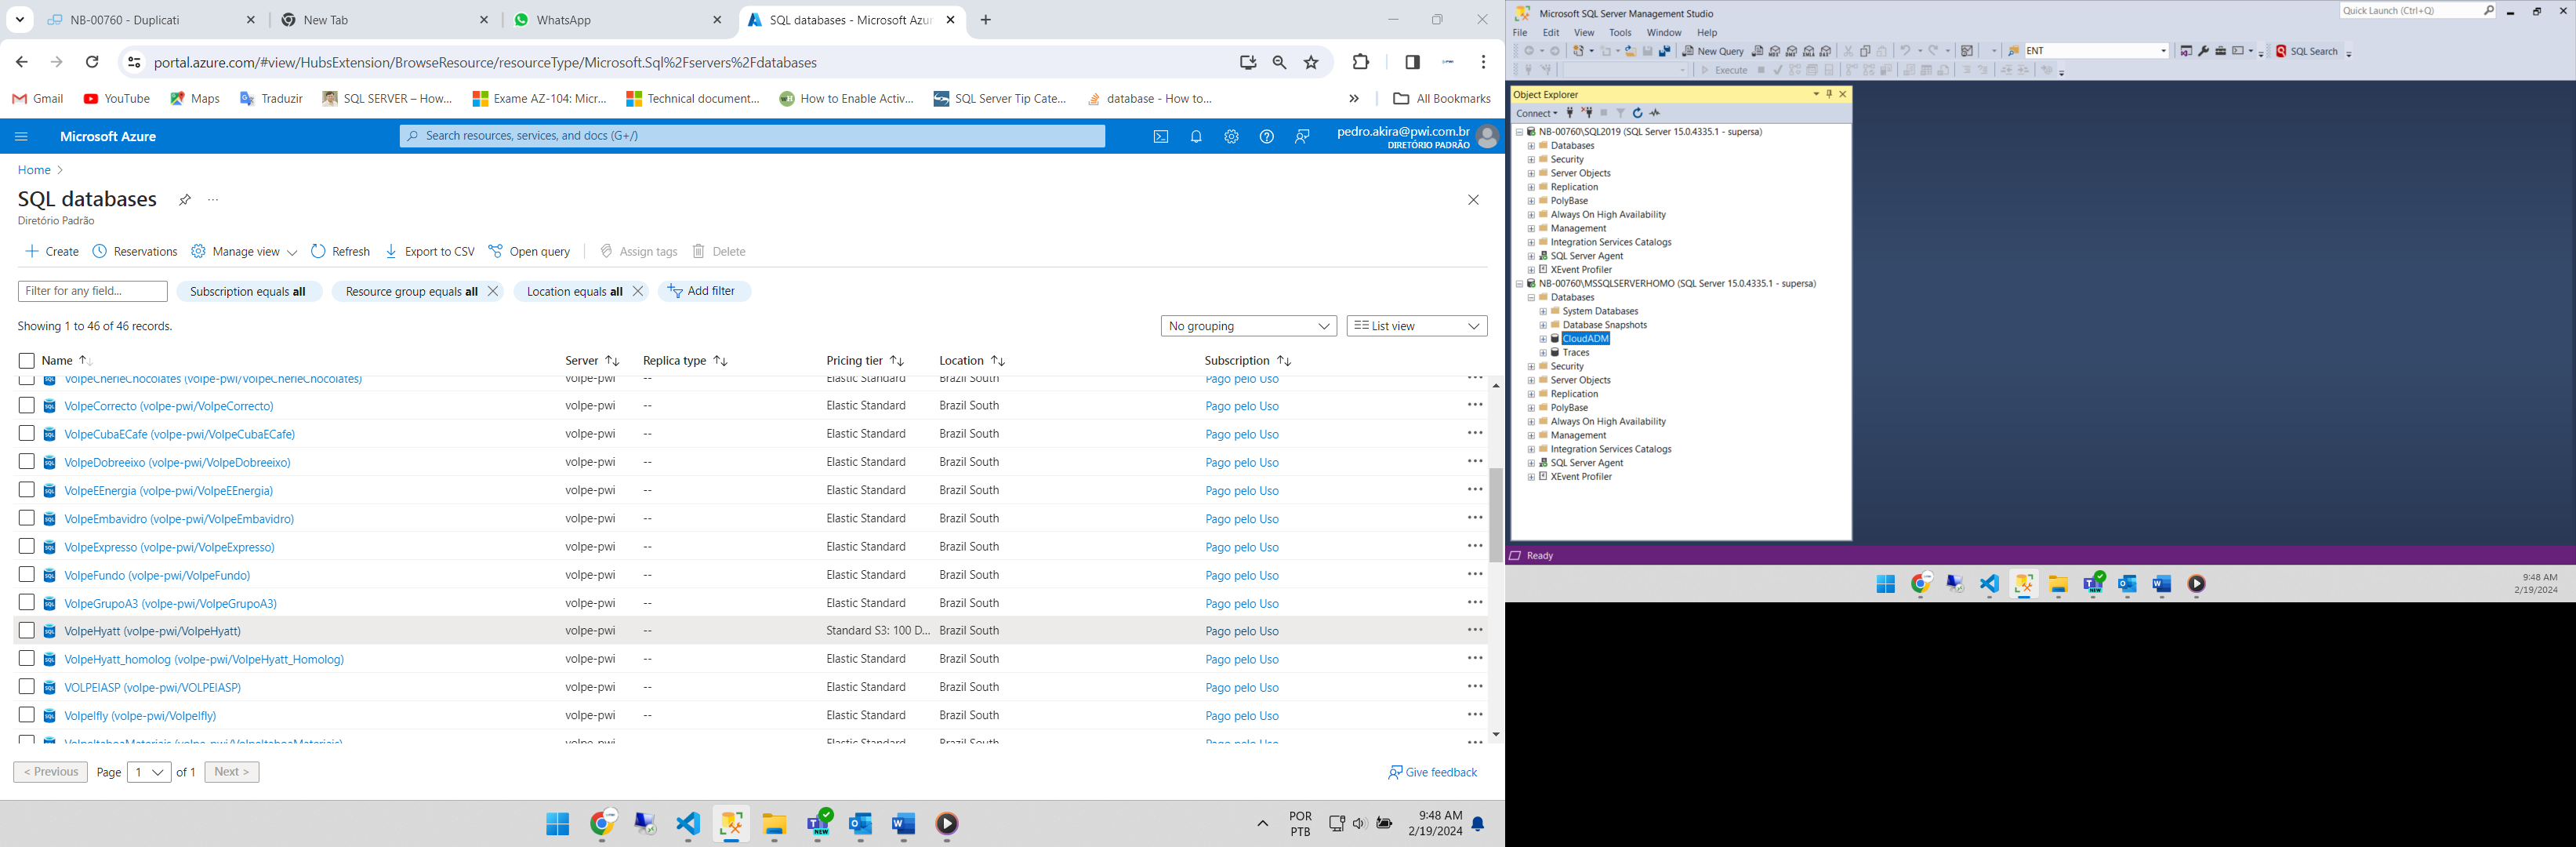 NB-00760 - Duplicati
New Tab
WhatsApp
SQL databases - Microsoft Azur
portal.azure.com/#view/HubsExtension/BrowseResource/resourceType/Microsoft.Sql%2Fservers%2Fdatabases
Gmail
YouTube
Maps
Traduzir
SQL SERVER – How...
Exame AZ-104: Micr...
Technical document...
How to Enable Activ...
SQL Server Tip Cate...
database - How to...
All Bookmarks
Microsoft Azure
Search resources, services, and docs (G+/)
pedro.akira@pwi.com.br
DIRETÓRIO PADRÃO
Home
SQL databases
Diretório Padrão
Create
Reservations
Manage view
Refresh
Export to CSV
Open query
Assign tags
Delete
Filter for any field...
Subscription equals all
Resource group equals all
Location equals all
Add filter
Showing 1 to 46 of 46 records.
No grouping
List view
Name Server Replica type Pricing tier Location Subscription
VolpeCherieChocolates (volpe-pwi/VolpeCherieChocolates) volpe-pwi -- Elastic Standard Brazil South Pago pelo Uso
VolpeCorrecto (volpe-pwi/VolpeCorrecto) volpe-pwi -- Elastic Standard Brazil South Pago pelo Uso
VolpeCubaECafe (volpe-pwi/VolpeCubaECafe) volpe-pwi -- Elastic Standard Brazil South Pago pelo Uso
VolpeDobreeixo (volpe-pwi/VolpeDobreeixo) volpe-pwi -- Elastic Standard Brazil South Pago pelo Uso
VolpeEEnergia (volpe-pwi/VolpeEEnergia) volpe-pwi -- Elastic Standard Brazil South Pago pelo Uso
VolpeEmbavidro (volpe-pwi/VolpeEmbavidro) volpe-pwi -- Elastic Standard Brazil South Pago pelo Uso
VolpeExpresso (volpe-pwi/VolpeExpresso) volpe-pwi -- Elastic Standard Brazil South Pago pelo Uso
VolpeFundo (volpe-pwi/VolpeFundo) volpe-pwi -- Elastic Standard Brazil South Pago pelo Uso
VolpeGrupoA3 (volpe-pwi/VolpeGrupoA3) volpe-pwi -- Elastic Standard Brazil South Pago pelo Uso
VolpeHyatt (volpe-pwi/VolpeHyatt) volpe-pwi -- Standard S3: 100 D... Brazil South Pago pelo Uso
VolpeHyatt_homolog (volpe-pwi/VolpeHyatt_Homolog) volpe-pwi -- Elastic Standard Brazil South Pago pelo Uso
VOLPEIASP (volpe-pwi/VOLPEIASP) volpe-pwi -- Elastic Standard Brazil South Pago pelo Uso
VolpeIfly (volpe-pwi/VolpeIfly) volpe-pwi -- Elastic Standard Brazil South Pago pelo Uso
< Previous
Page 1 of 1
Next >
Give feedback
POR
PTB
9:48 AM
2/19/2024
Microsoft SQL Server Management Studio
Quick Launch (Ctrl+Q)
File Edit View Tools Window Help
New Query
ENT
SQL Search
Execute
Object Explorer
Connect
NB-00760\SQL2019 (SQL Server 15.0.4335.1 - supersa)
Databases
Security
Server Objects
Replication
PolyBase
Always On High Availability
Management
Integration Services Catalogs
SQL Server Agent
XEvent Profiler
NB-00760\MSSQLSERVERHOMO (SQL Server 15.0.4335.1 - supersa)
Databases
System Databases
Database Snapshots
CloudADM
Traces
Security
Server Objects
Replication
PolyBase
Always On High Availability
Management
Integration Services Catalogs
SQL Server Agent
XEvent Profiler
Ready
9:48 AM
2/19/2024